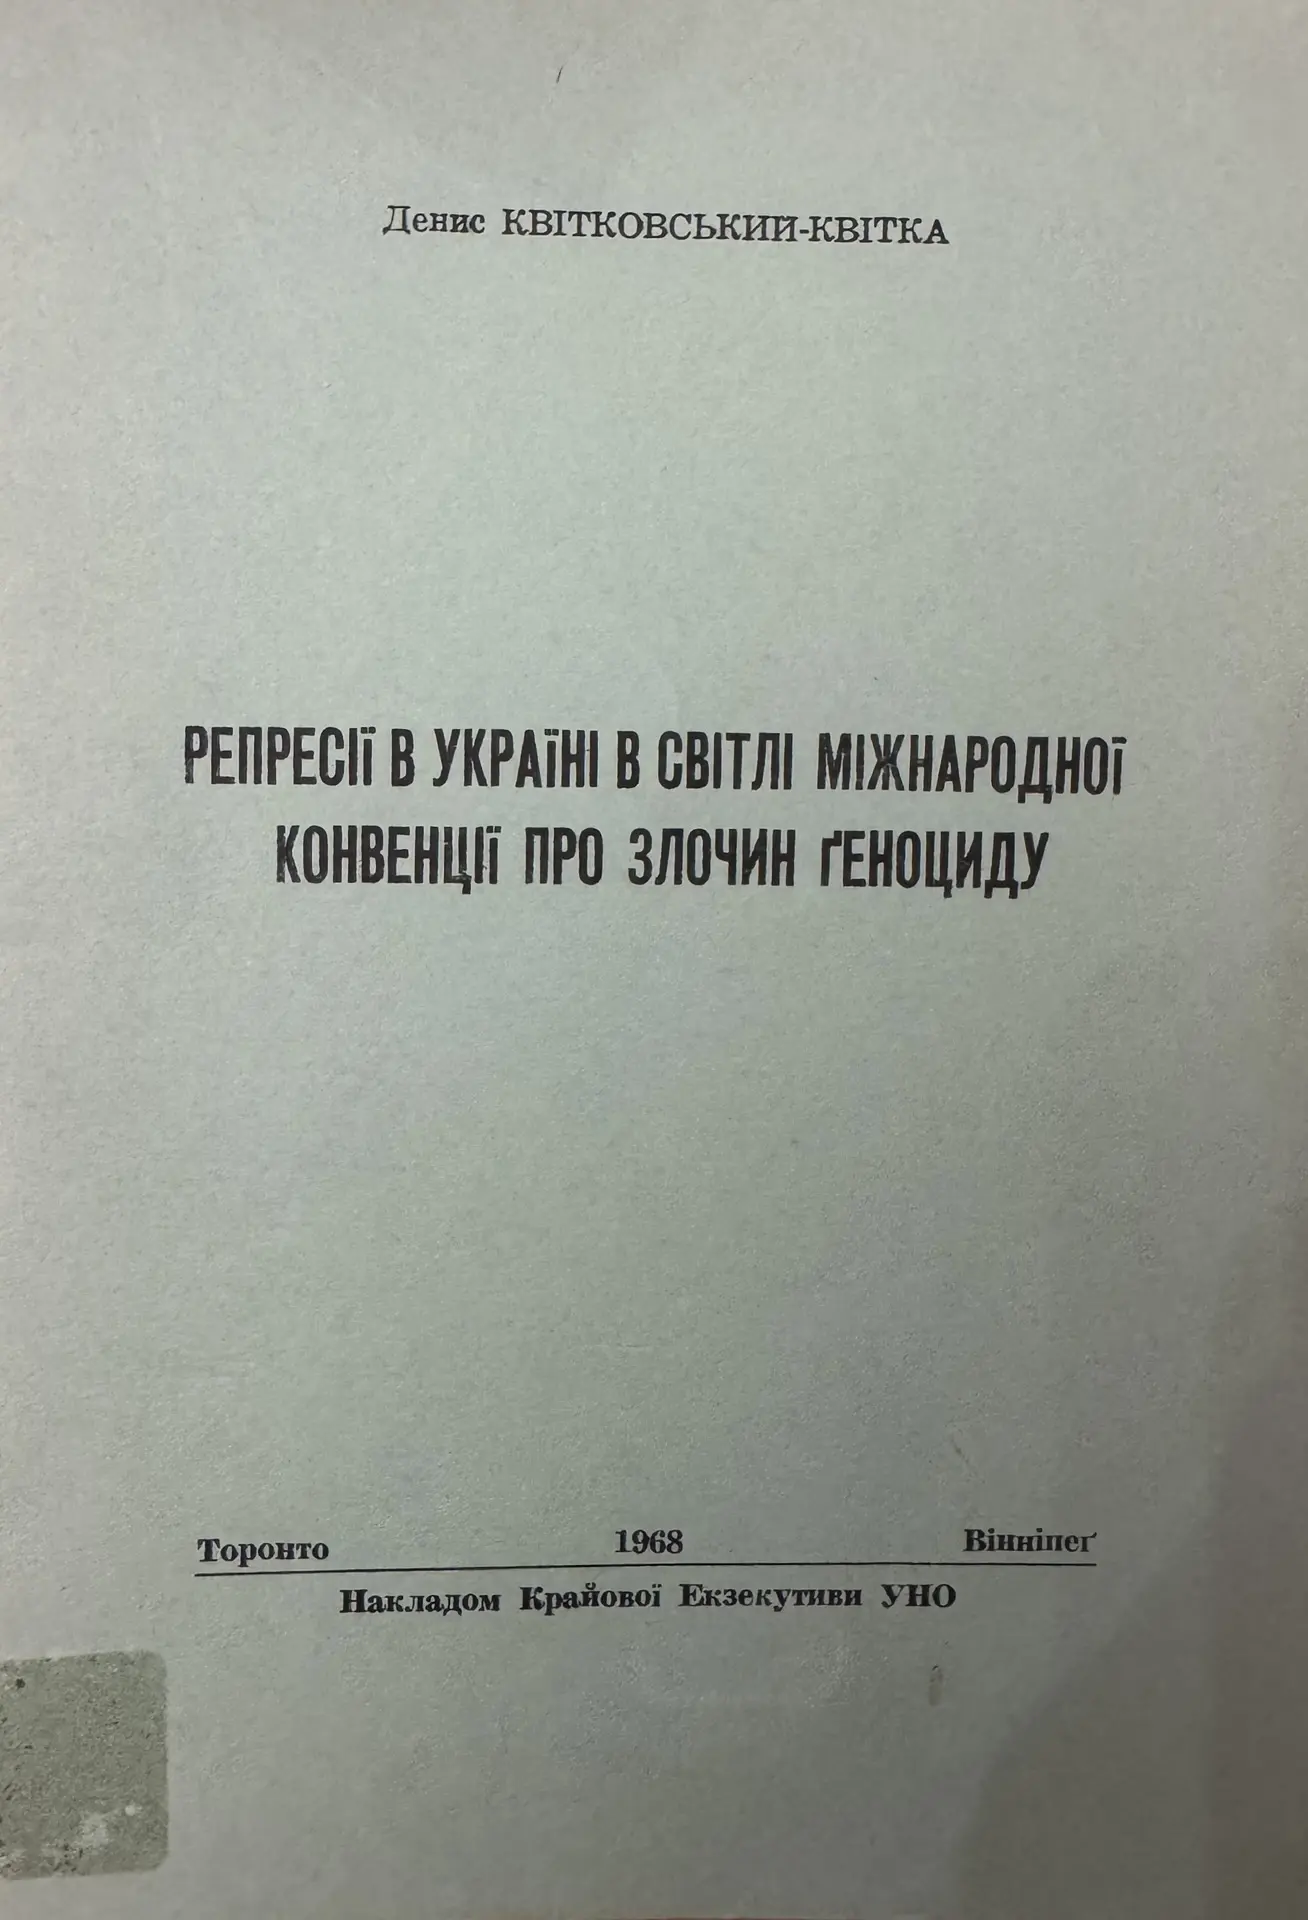 Денис КВІТКОВСЬКИЙ-КВІТКА
РЕПРЕСІЇ В УКРАЇНІ В СВІТЛІ МІЖНАРОДНОЇ
КОНВЕНЦІЇ ПРО ЗЛОЧИН ҐЕНОЦИДУ
Торонто 1968 Вінніпеґ
Накладом Крайової Екзекутиви УНО